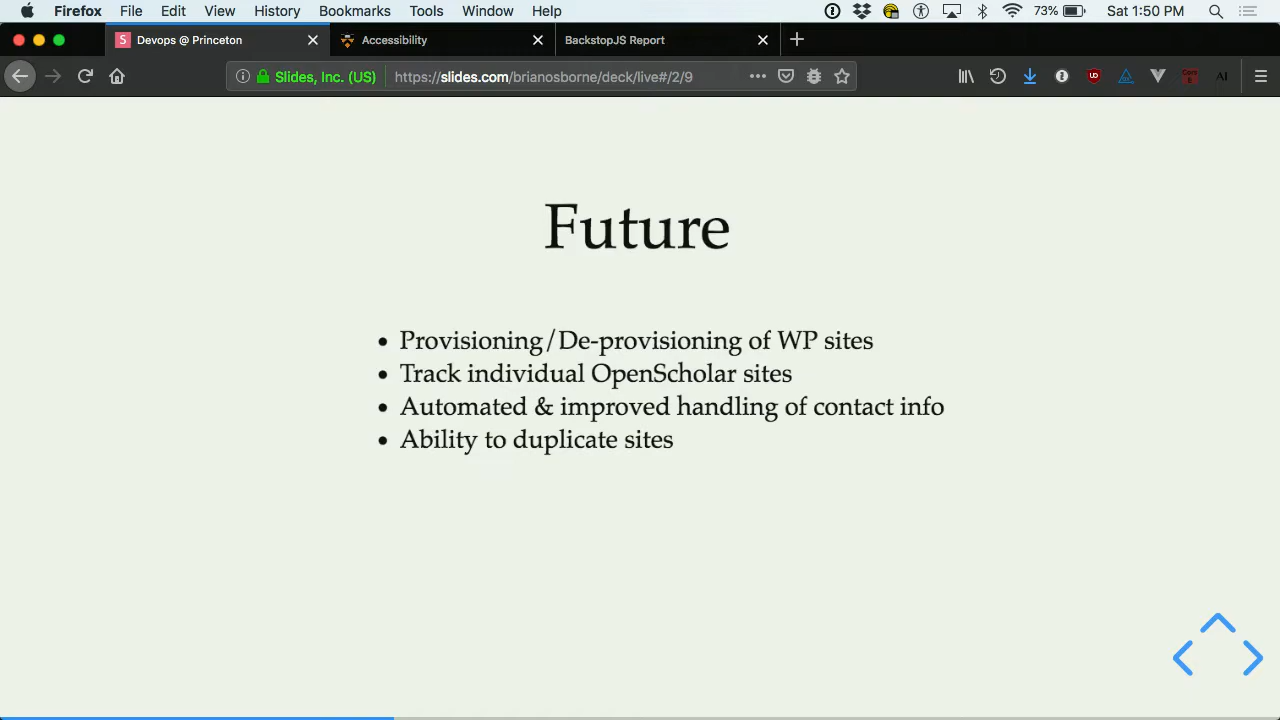 Firefox File Edit View History Bookmarks Tools Window Help 73% Sat 1:50 PM
Devops @ Princeton Accessibility BackstopJS Report
Slides, Inc. (US) https://slides.com/brianosborne/deck/live#/2/9
Future
• Provisioning/De-provisioning of WP sites
• Track individual OpenScholar sites
• Automated & improved handling of contact info
• Ability to duplicate sites